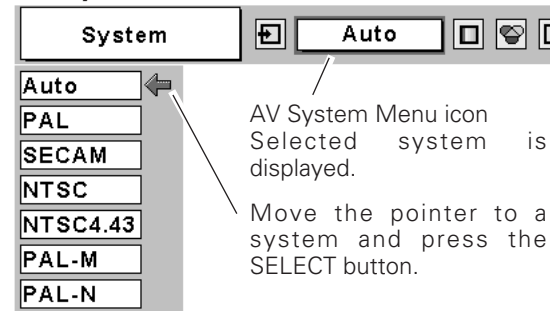 System
Auto
Auto
PAL
SECAM
NTSC
NTSC4.43
PAL-M
PAL-N
AV System Menu icon
Selected system is
displayed.
Move the pointer to a
system and press the
SELECT button.